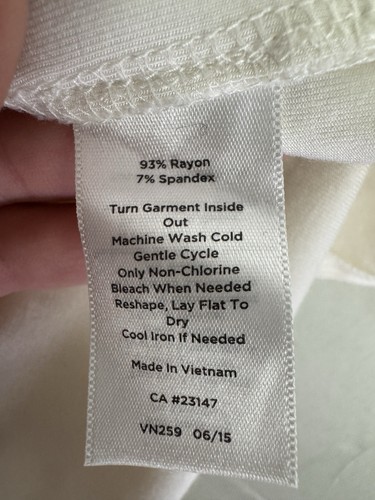 93% Rayon
7% Spandex
Turn Garment Inside
Out
Machine Wash Cold
Gentle Cycle
Only Non-Chlorine
Bleach When Needed
Reshape, Lay Flat To
Dry
Cool Iron If Needed
Made In Vietnam
CA #23147
VN259 06/15